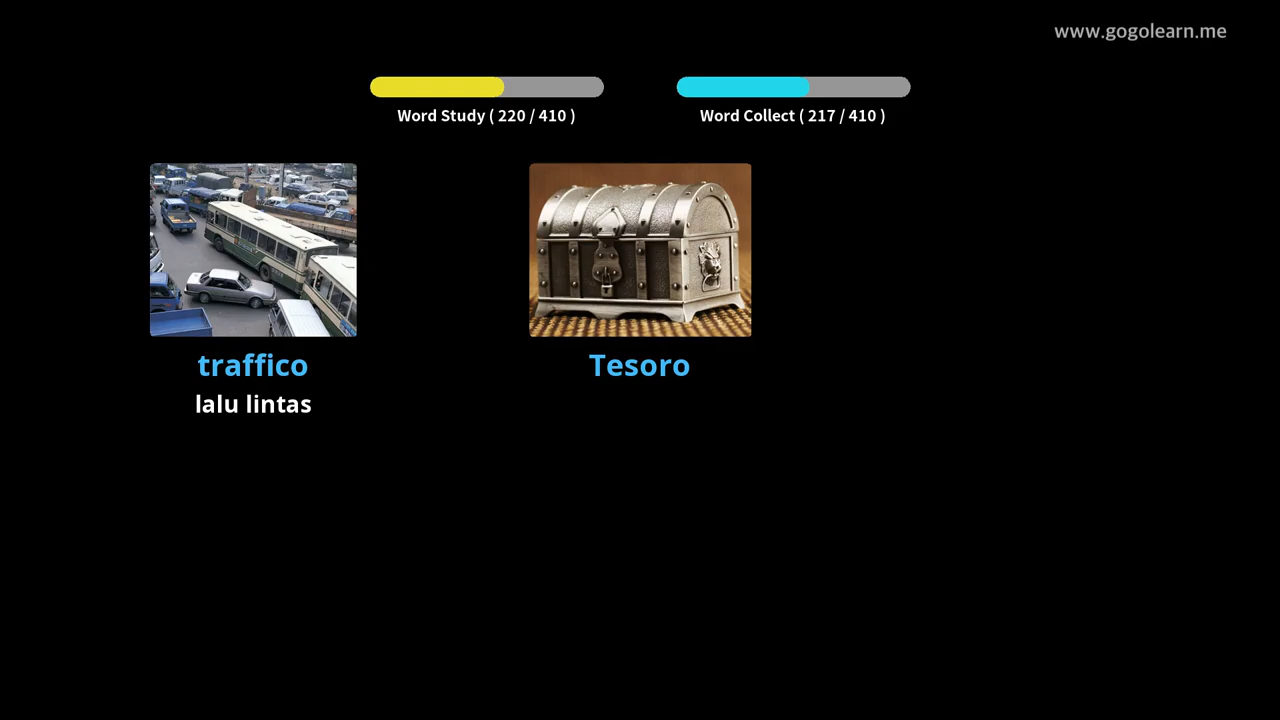 www.gogolearn.me
Word Study ( 220 / 410 )
Word Collect ( 217 / 410 )
traffico
lalu lintas
Tesoro